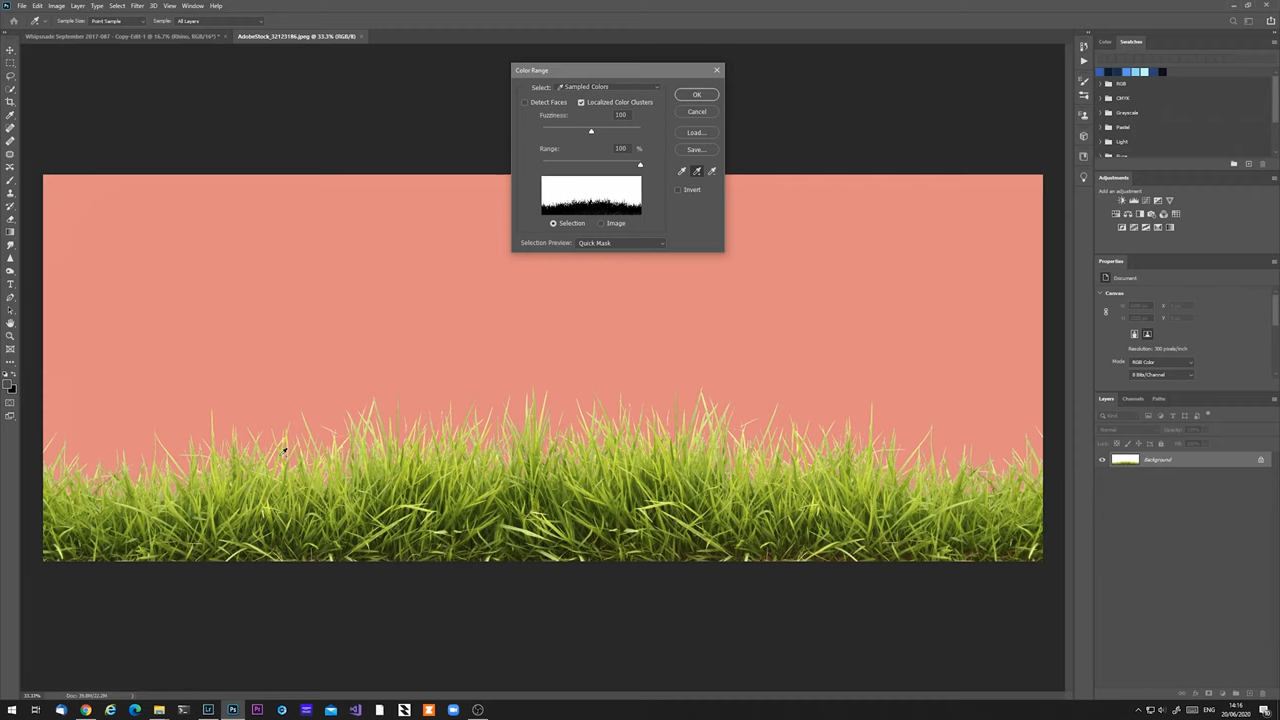 File Edit Image Layer Type Select Filter 3D View Window Help
Sample Size: Point Sample Sample: All Layers
Whipsnade September 2017-087 - Copy-Edit-1 @ 16.7% (Rhino, RGB/16*) * ×
AdobeStock_32123186.jpeg @ 33.3% (RGB/8) ×
Color Range
Select: Sampled Colors
Detect Faces Localized Color Clusters
Fuzziness: 100
Range: 100 %
Selection Image
Selection Preview: Quick Mask
OK
Cancel
Load...
Save...
Invert
Color Swatches
RGB
CMYK
Grayscale
Pastel
Light
Adjustments
Add an adjustment
Properties
Document
Canvas
Resolution: 300 pixels/inch
Mode RGB Color
8 Bits/Channel
Layers Channels Paths
Kind
Normal Opacity: 100%
Lock: Fill: 100%
Background
33.33% Doc: 39.8M/22.2M
ENG
14:16
20/06/2020